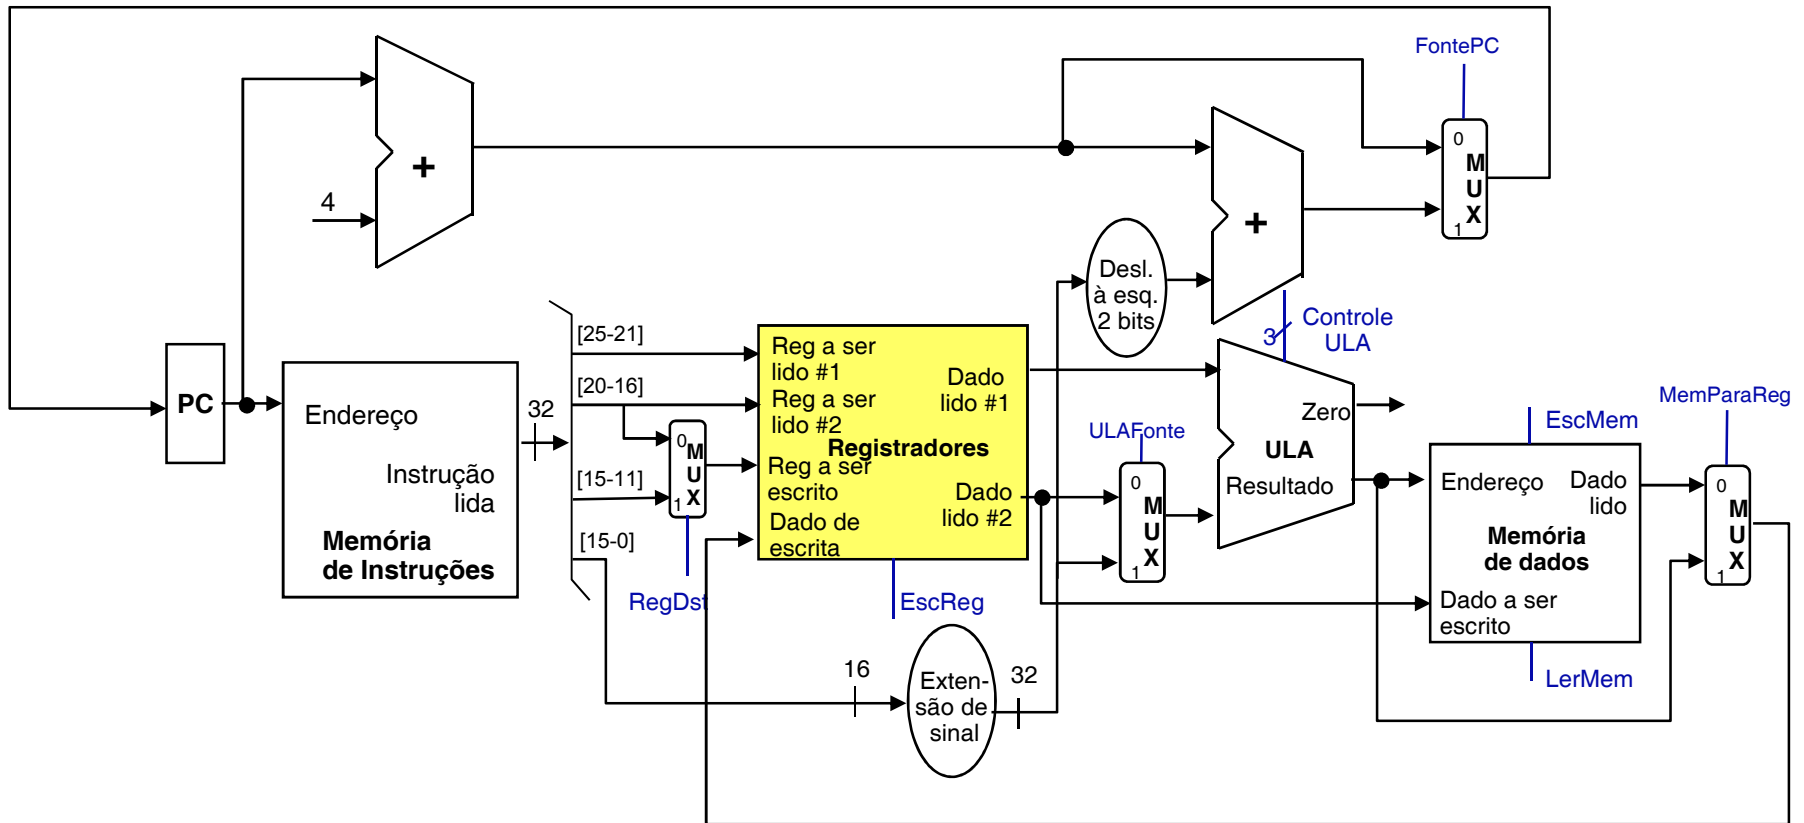 FontePC
0
M
U
X
1
+
4
+
Desl.
à esq.
2 bits
3
Controle
ULA
PC
Endereço
Instrução
lida
Memória
de Instruções
32
[25-21]
[20-16]
[15-11]
[15-0]
0
M
U
X
1
RegDst
Reg a ser
lido #1
Reg a ser
lido #2
Registradores
Reg a ser
escrito
Dado de
escrita
Dado
lido #1
Dado
lido #2
EscReg
16
Exten-
são de
sinal
32
ULAFonte
0
M
U
X
1
Zero
ULA
Resultado
EscMem
Endereço
Dado
lido
Memória
de dados
Dado a ser
escrito
LerMem
MemParaReg
0
M
U
X
1